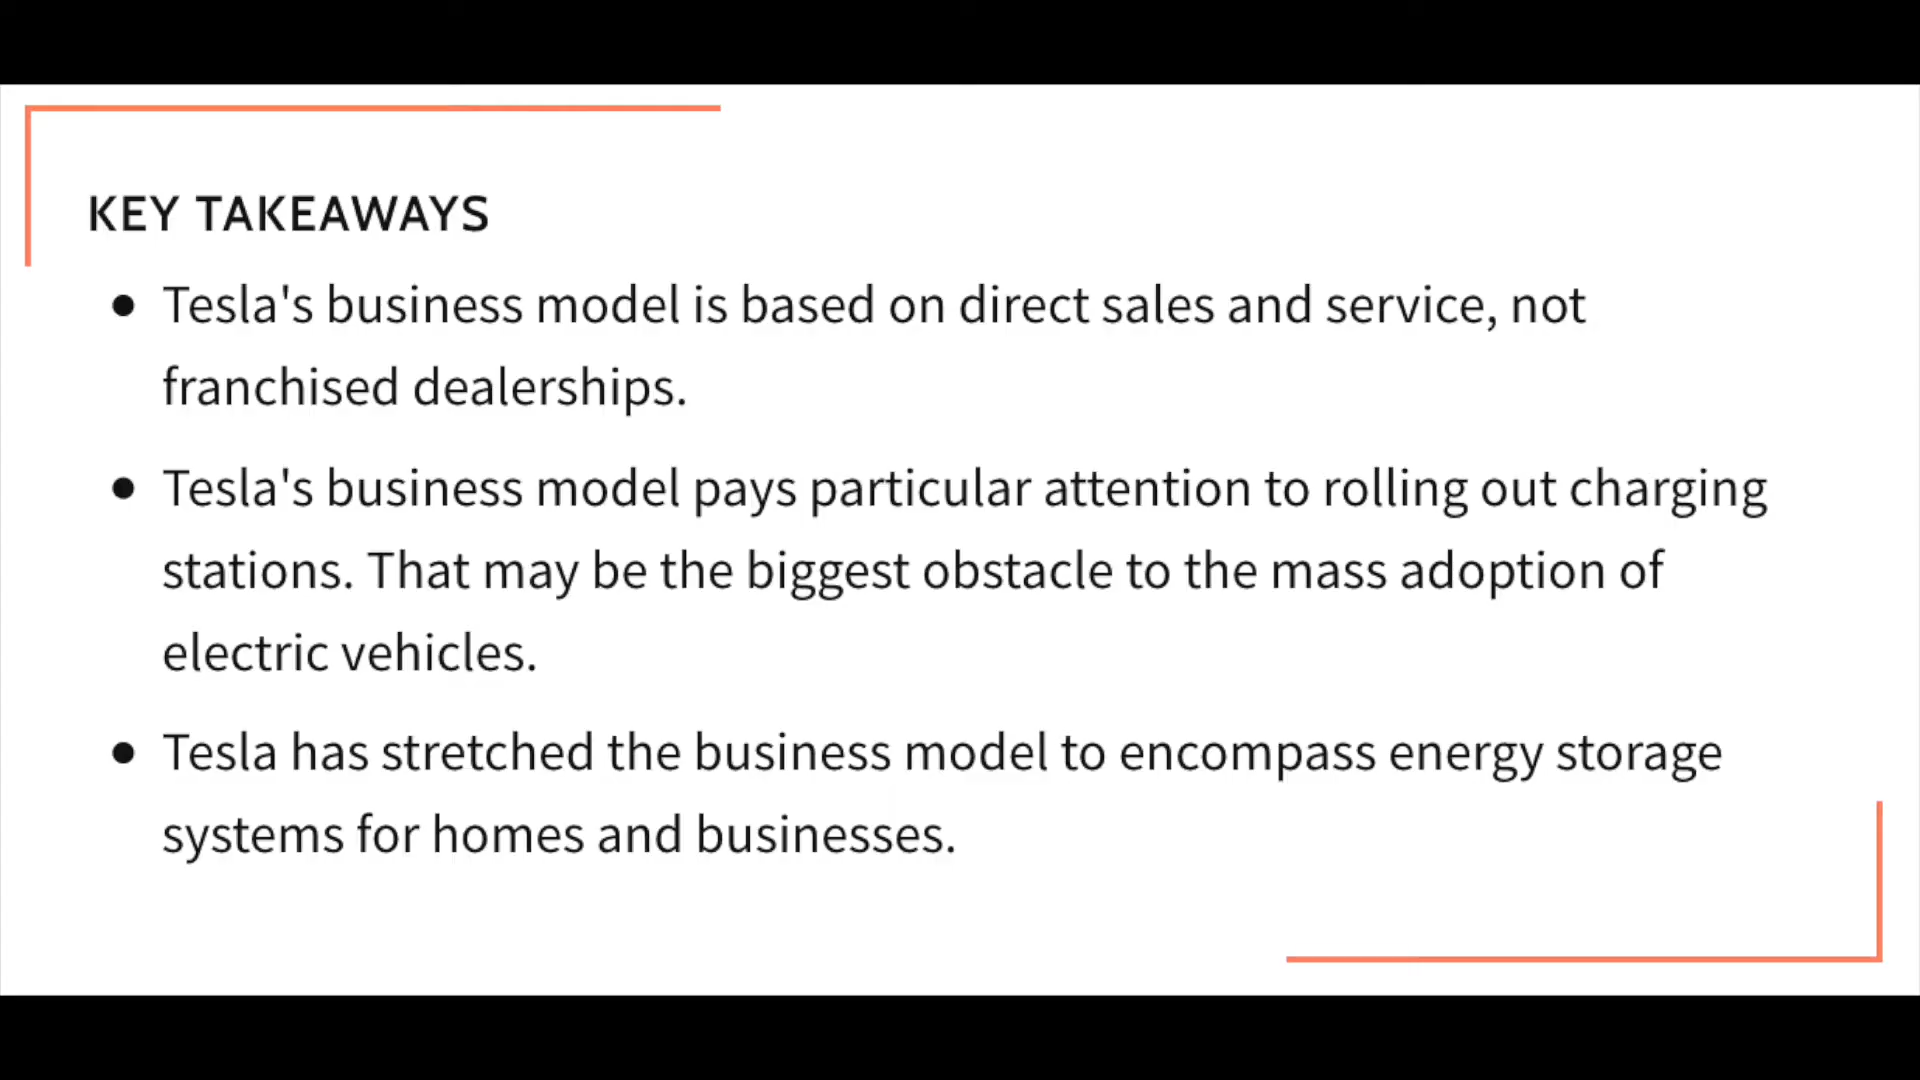 KEY TAKEAWAYS
● Tesla's business model is based on direct sales and service, not
franchised dealerships.
● Tesla's business model pays particular attention to rolling out charging
stations. That may be the biggest obstacle to the mass adoption of
electric vehicles.
● Tesla has stretched the business model to encompass energy storage
systems for homes and businesses.